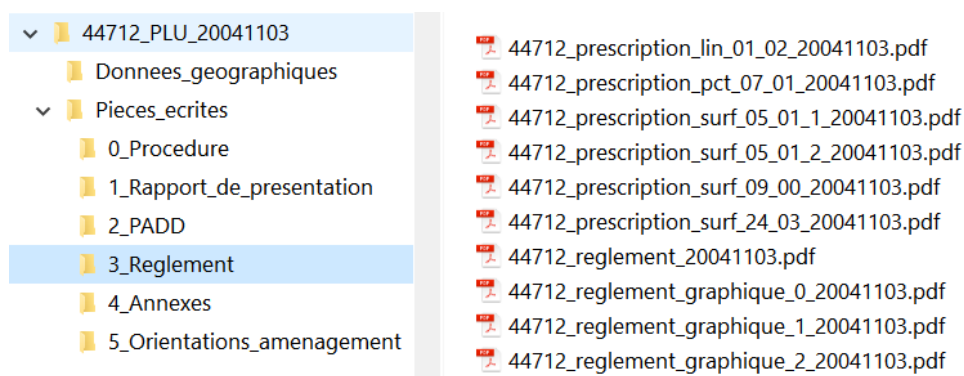 44712_PLU_20041103
Donnees_geographiques
Pieces_ecrites
0_Procedure
1_Rapport_de_presentation
2_PADD
3_Reglement
4_Annexes
5_Orientations_amenagement
44712_prescription_lin_01_02_20041103.pdf
44712_prescription_pct_07_01_20041103.pdf
44712_prescription_surf_05_01_1_20041103.pdf
44712_prescription_surf_05_01_2_20041103.pdf
44712_prescription_surf_09_00_20041103.pdf
44712_prescription_surf_24_03_20041103.pdf
44712_reglement_20041103.pdf
44712_reglement_graphique_0_20041103.pdf
44712_reglement_graphique_1_20041103.pdf
44712_reglement_graphique_2_20041103.pdf